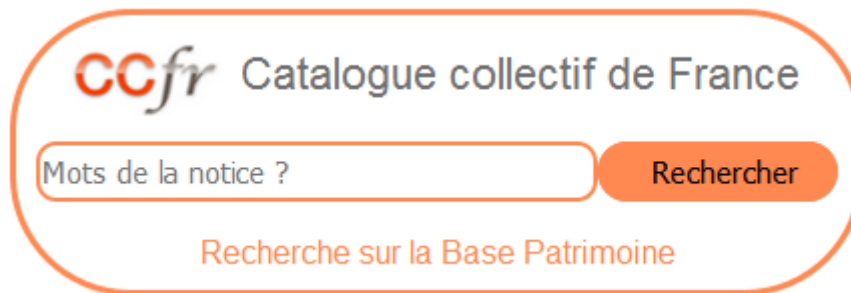 CCfr Catalogue collectif de France
Mots de la notice ? Rechercher
Recherche sur la Base Patrimoine